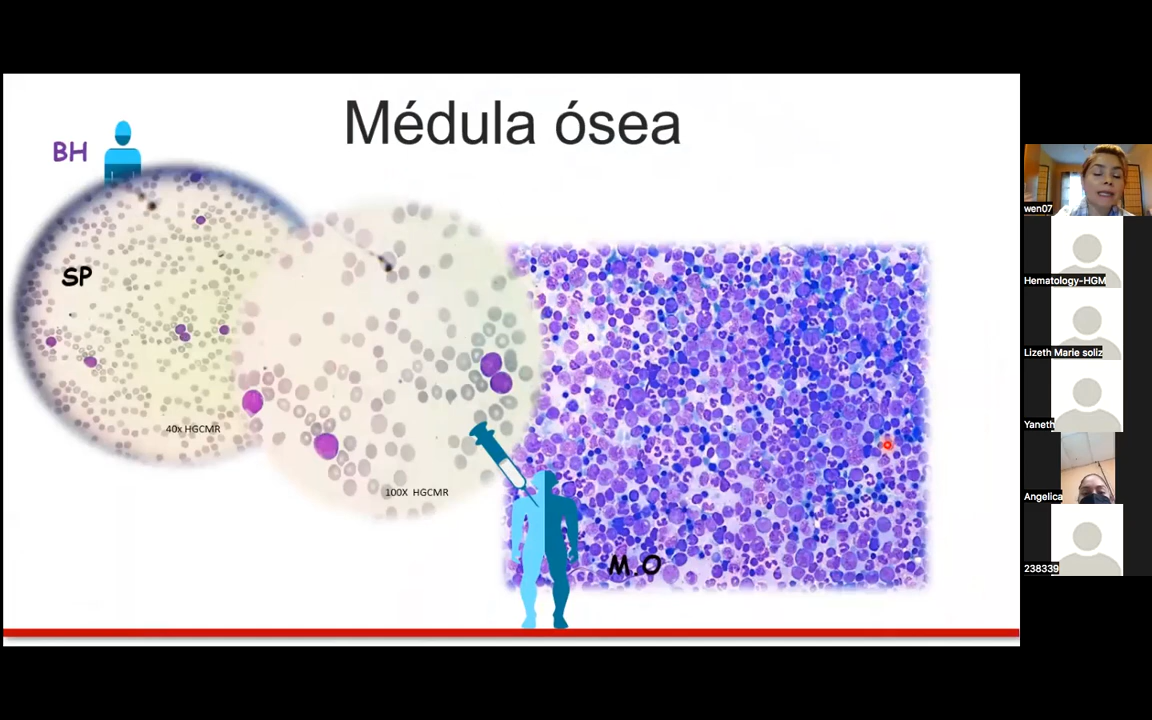 Médula ósea
BH
SP
40x HGCMR
100X HGCMR
M.O
wen07
Hematology-HGM
Lizeth Marie soliz
Yaneth
Angelica
238339